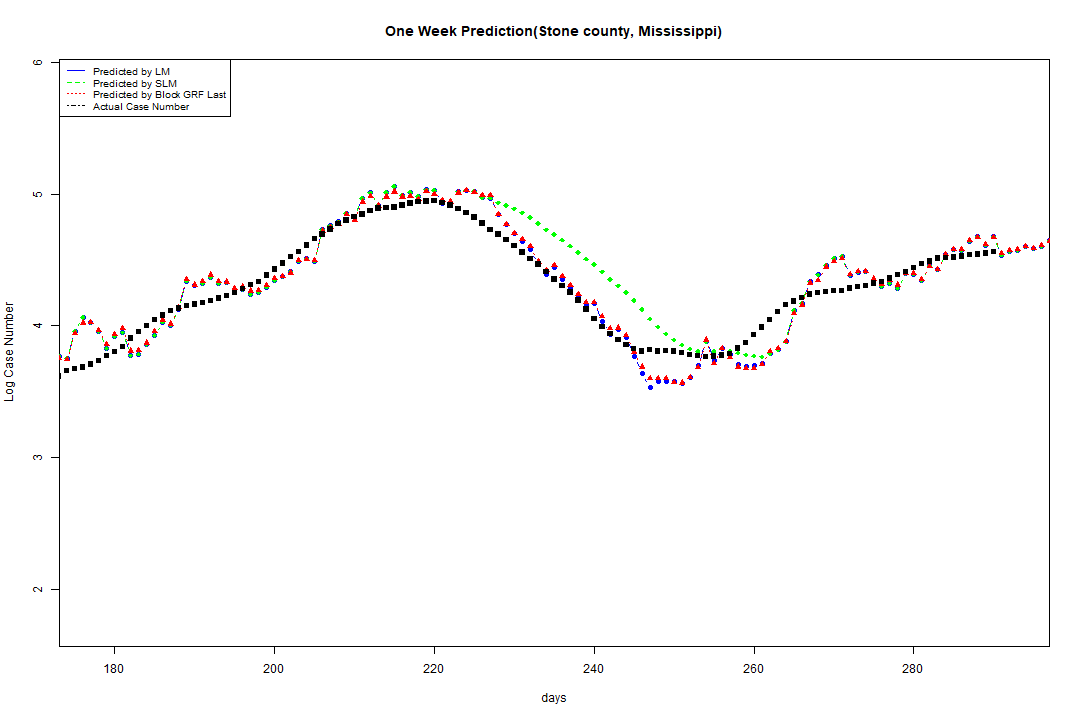 One Week Prediction(Stone county, Mississippi)
Predicted by LM
Predicted by SLM
Predicted by Block GRF Last
Actual Case Number
6
5
4
3
2
Log Case Number
180 200 220 240 260 280
days